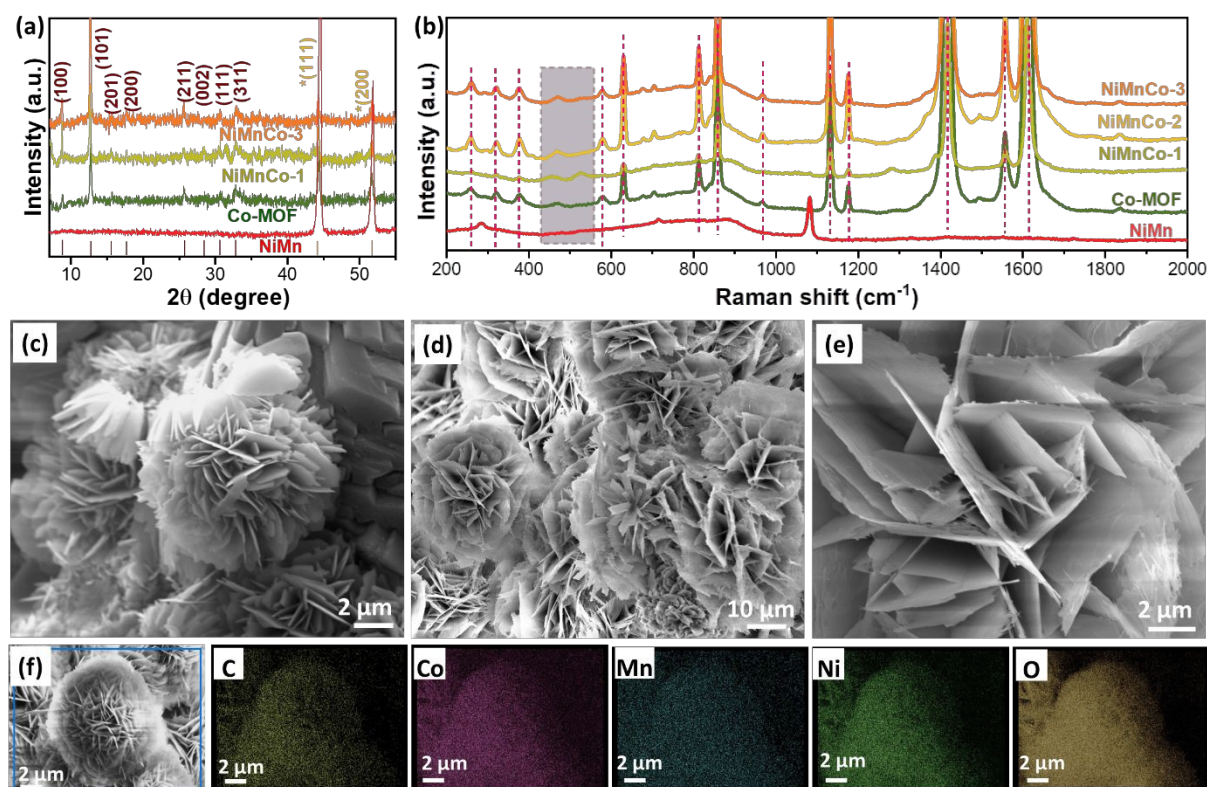 (a)
Intensity (a.u.)
(100)
(101)
(201)
(200)
(211)
(002)
(111)
(311)
*(111)
*(200
NiMnCo-3
NiMnCo-1
Co-MOF
NiMn
10 20 30 40 50
2θ (degree)
(b)
Intensity (a.u.)
NiMnCo-3
NiMnCo-2
NiMnCo-1
Co-MOF
NiMn
200 400 600 800 1000 1200 1400 1600 1800 2000
Raman shift (cm⁻¹)
(c)
2 μm
(d)
10 μm
(e)
2 μm
(f)
2 μm
C
2 μm
Co
2 μm
Mn
2 μm
Ni
2 μm
O
2 μm